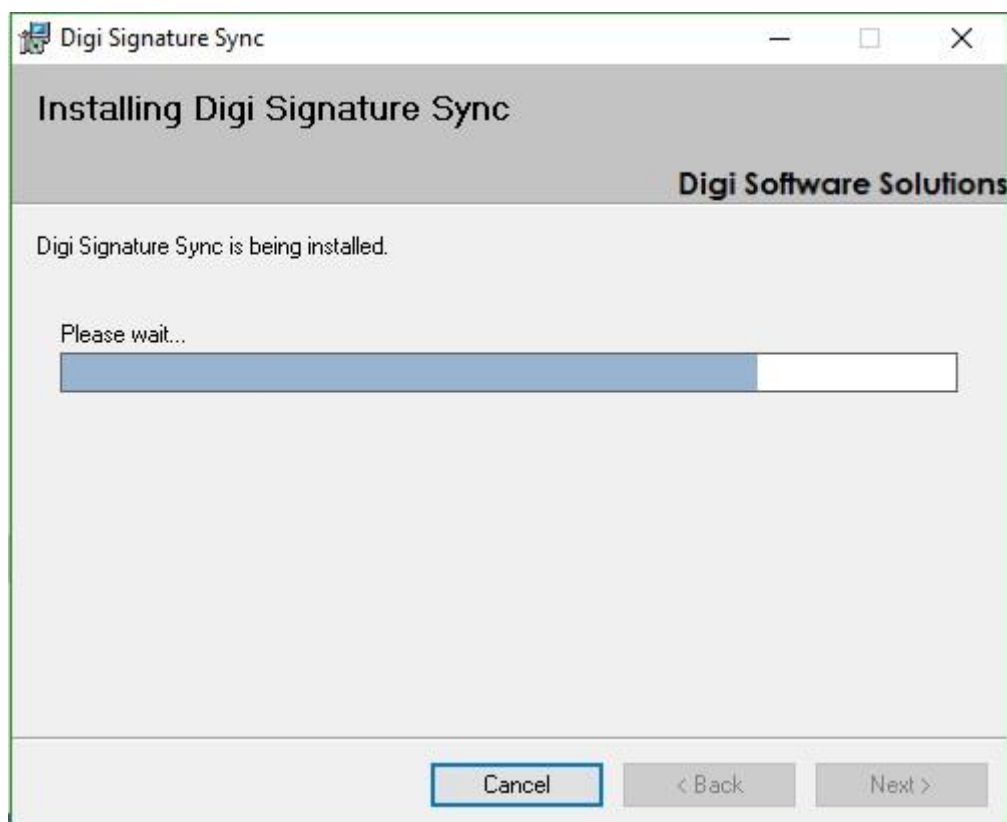 Digi Signature Sync
Installing Digi Signature Sync
Digi Software Solutions
Digi Signature Sync is being installed.
Please wait...
Cancel
< Back
Next >